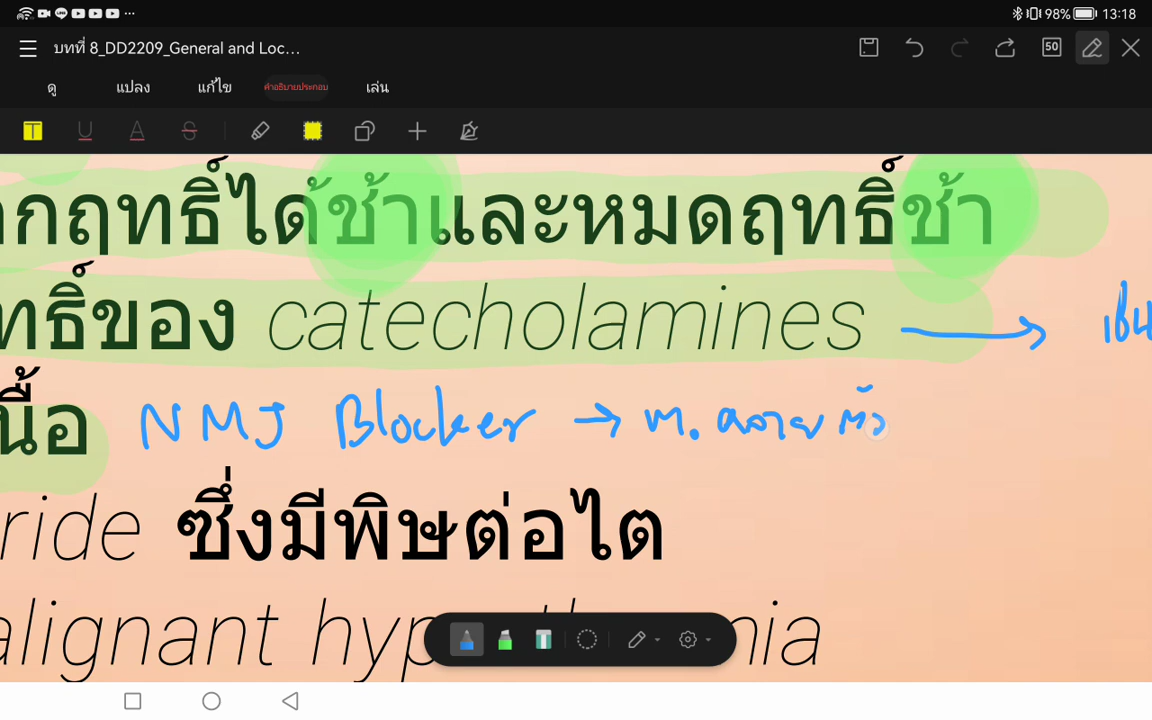 98% 13:18
บทที่ 8_DD2209_General and Loc...
50
ดู แปลง แก้ไข คำอธิบายประกอบ เล่น
T U A S
กฤทธิ์ได้ช้าและหมดฤทธิ์ช้า
ทธิ์ของ catecholamines → เช่น
นื้อ NMJ Blocker → ก. คลายตัว
ride ซึ่งมีพิษต่อไต
alignant hyp